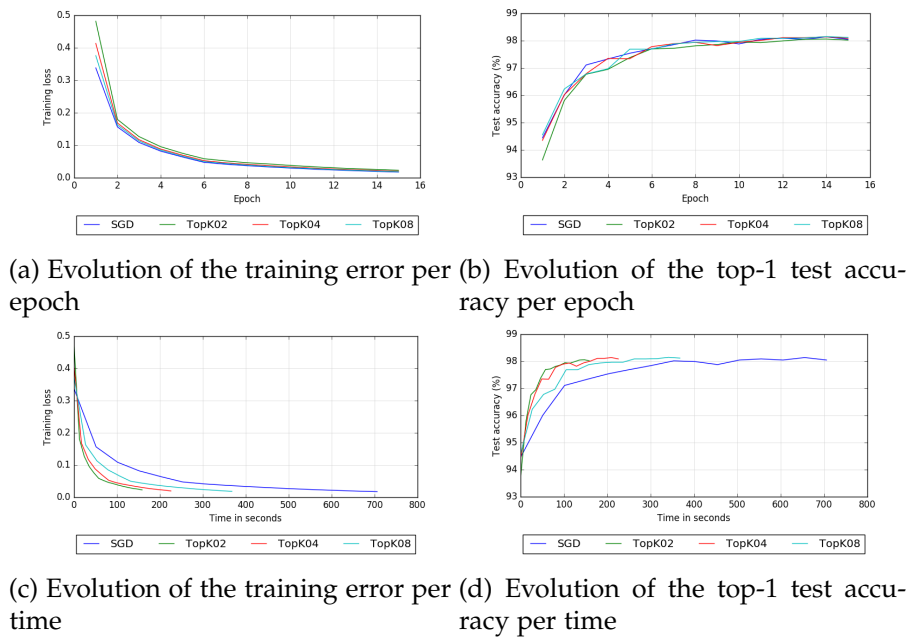 0.5
0.4
0.3
0.2
0.1
0.0
Training loss
0 2 4 6 8 10 12 14 16
Epoch
SGD TopK02 TopK04 TopK08
99
98
97
96
95
94
93
Test accuracy (%)
0 2 4 6 8 10 12 14 16
Epoch
SGD TopK02 TopK04 TopK08
(a) Evolution of the training error per
epoch
(b) Evolution of the top-1 test accu-
racy per epoch
0.5
0.4
0.3
0.2
0.1
0.0
Training loss
0 100 200 300 400 500 600 700 800
Time in seconds
SGD TopK02 TopK04 TopK08
99
98
97
96
95
94
93
Test accuracy (%)
0 100 200 300 400 500 600 700 800
Time in seconds
SGD TopK02 TopK04 TopK08
(c) Evolution of the training error per
time
(d) Evolution of the top-1 test accu-
racy per time